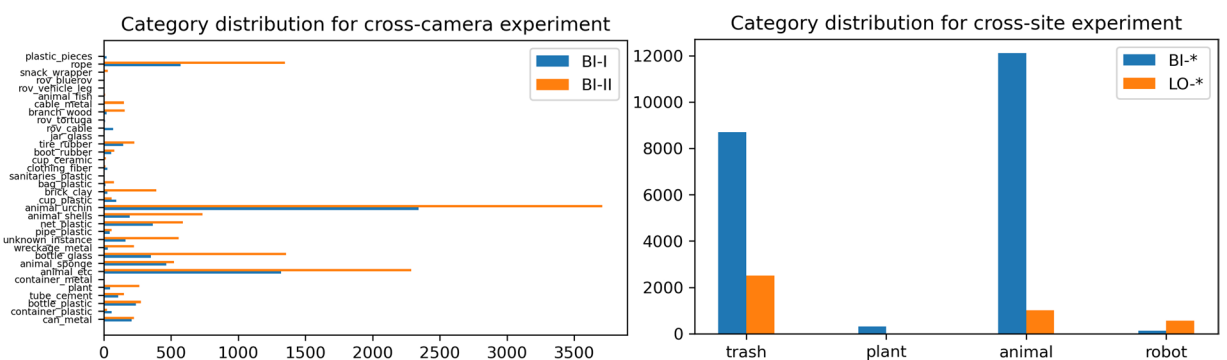 Category distribution for cross-camera experiment
plastic_pieces
rope
snack_wrapper
rov_bluerov
rov_vehicle_leg
animal_fish
cable_metal
branch_wood
rov_tortuga
rov_cable
jar_glass
tire_rubber
boot_rubber
cup_ceramic
clothing_fiber
sanitaries_plastic
bag_plastic
brick_clay
cup_plastic
animal_urchin
animal_shells
net_plastic
pipe_plastic
unknown_instance
wreckage_metal
bottle_glass
animal_sponge
animal_etc
container_metal
plant
tube_cement
bottle_plastic
container_plastic
can_metal
0 500 1000 1500 2000 2500 3000 3500
BI-I
BI-II
Category distribution for cross-site experiment
12000
10000
8000
6000
4000
2000
0
trash plant animal robot
BI-*
LO-*